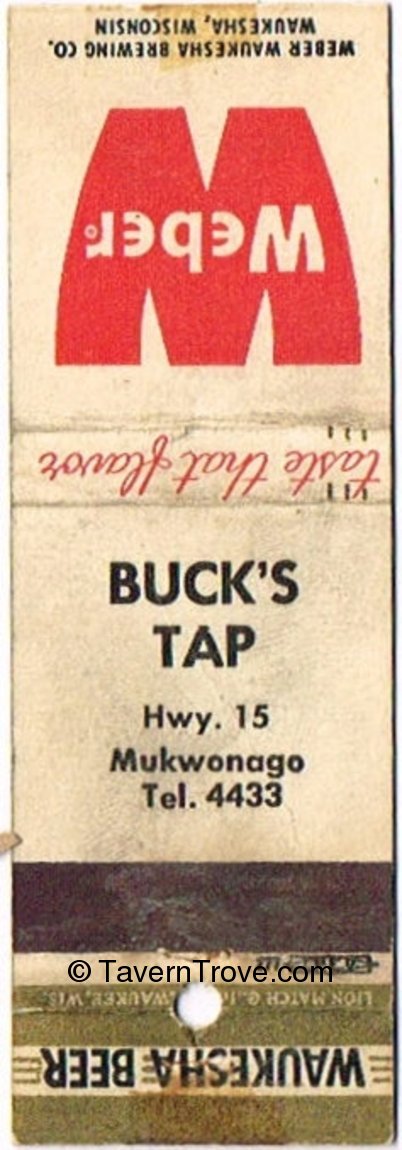 WEBER WAUKESHA BREWING CO.
WAUKESHA, WISCONSIN
Weber®
taste that flavor
BUCK'S
TAP
Hwy. 15
Mukwonago
Tel. 4433
© TavernTrove.com
LION MATCH WIS.
WAUKESHA BEER